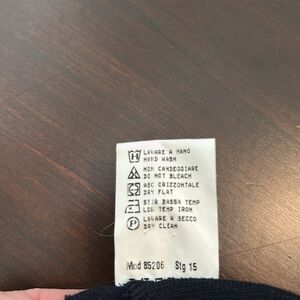 LAVARE A MANO
HAND WASH
NON CANDEGGIARE
DO NOT BLEACH
ASC ORIZZONTALE
DRY FLAT
STIR BASSA TEMP
LOW TEMP IRON
LAVARE A SECCO
DRY CLEAN
P
Mod 85206 Stg 15